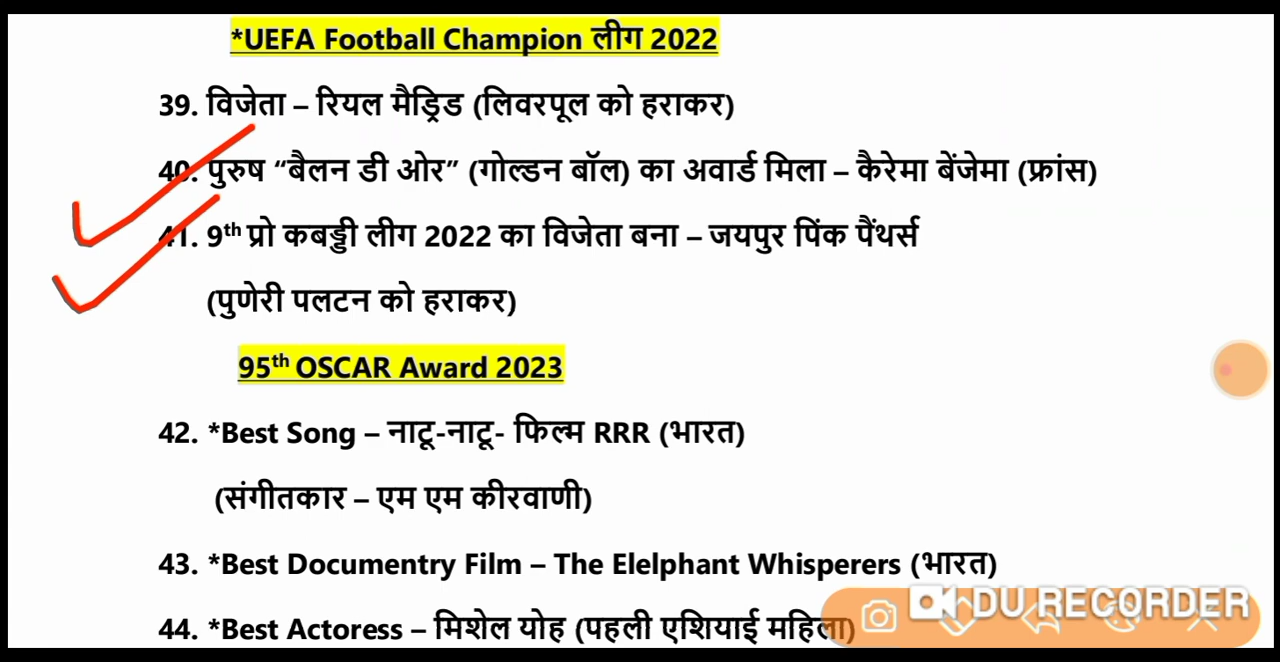 *UEFA Football Champion लीग 2022
39. विजेता – रियल मैड्रिड (लिवरपूल को हराकर)
40. पुरुष “बैलन डी ओर” (गोल्डन बॉल) का अवार्ड मिला – कैरेमा बेंजेमा (फ्रांस)
41. 9th प्रो कबड्डी लीग 2022 का विजेता बना – जयपुर पिंक पैंथर्स
(पुणेरी पलटन को हराकर)
95th OSCAR Award 2023
42. *Best Song – नाटू-नाटू- फिल्म RRR (भारत)
(संगीतकार – एम एम कीरवाणी)
43. *Best Documentry Film – The Elelphant Whisperers (भारत)
DU RECORDER
44. *Best Actoress – मिशेल योह (पहली एशियाई महिला)